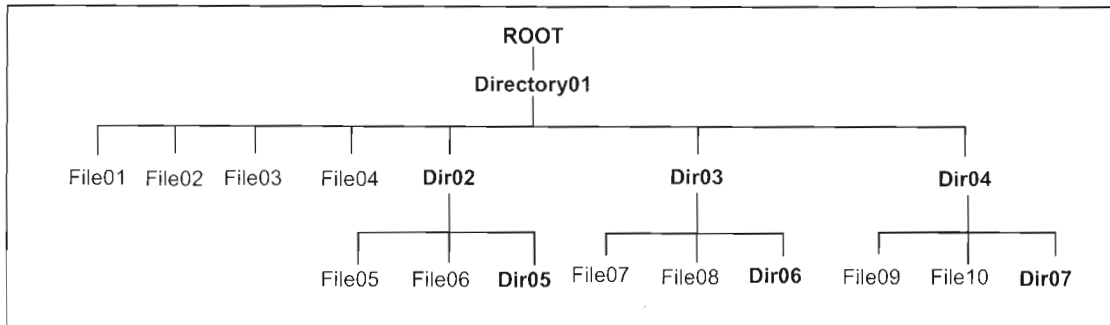 ROOT
Directory01
File01 File02 File03 File04 Dir02 Dir03 Dir04
File05 File06 Dir05 File07 File08 Dir06 File09 File10 Dir07